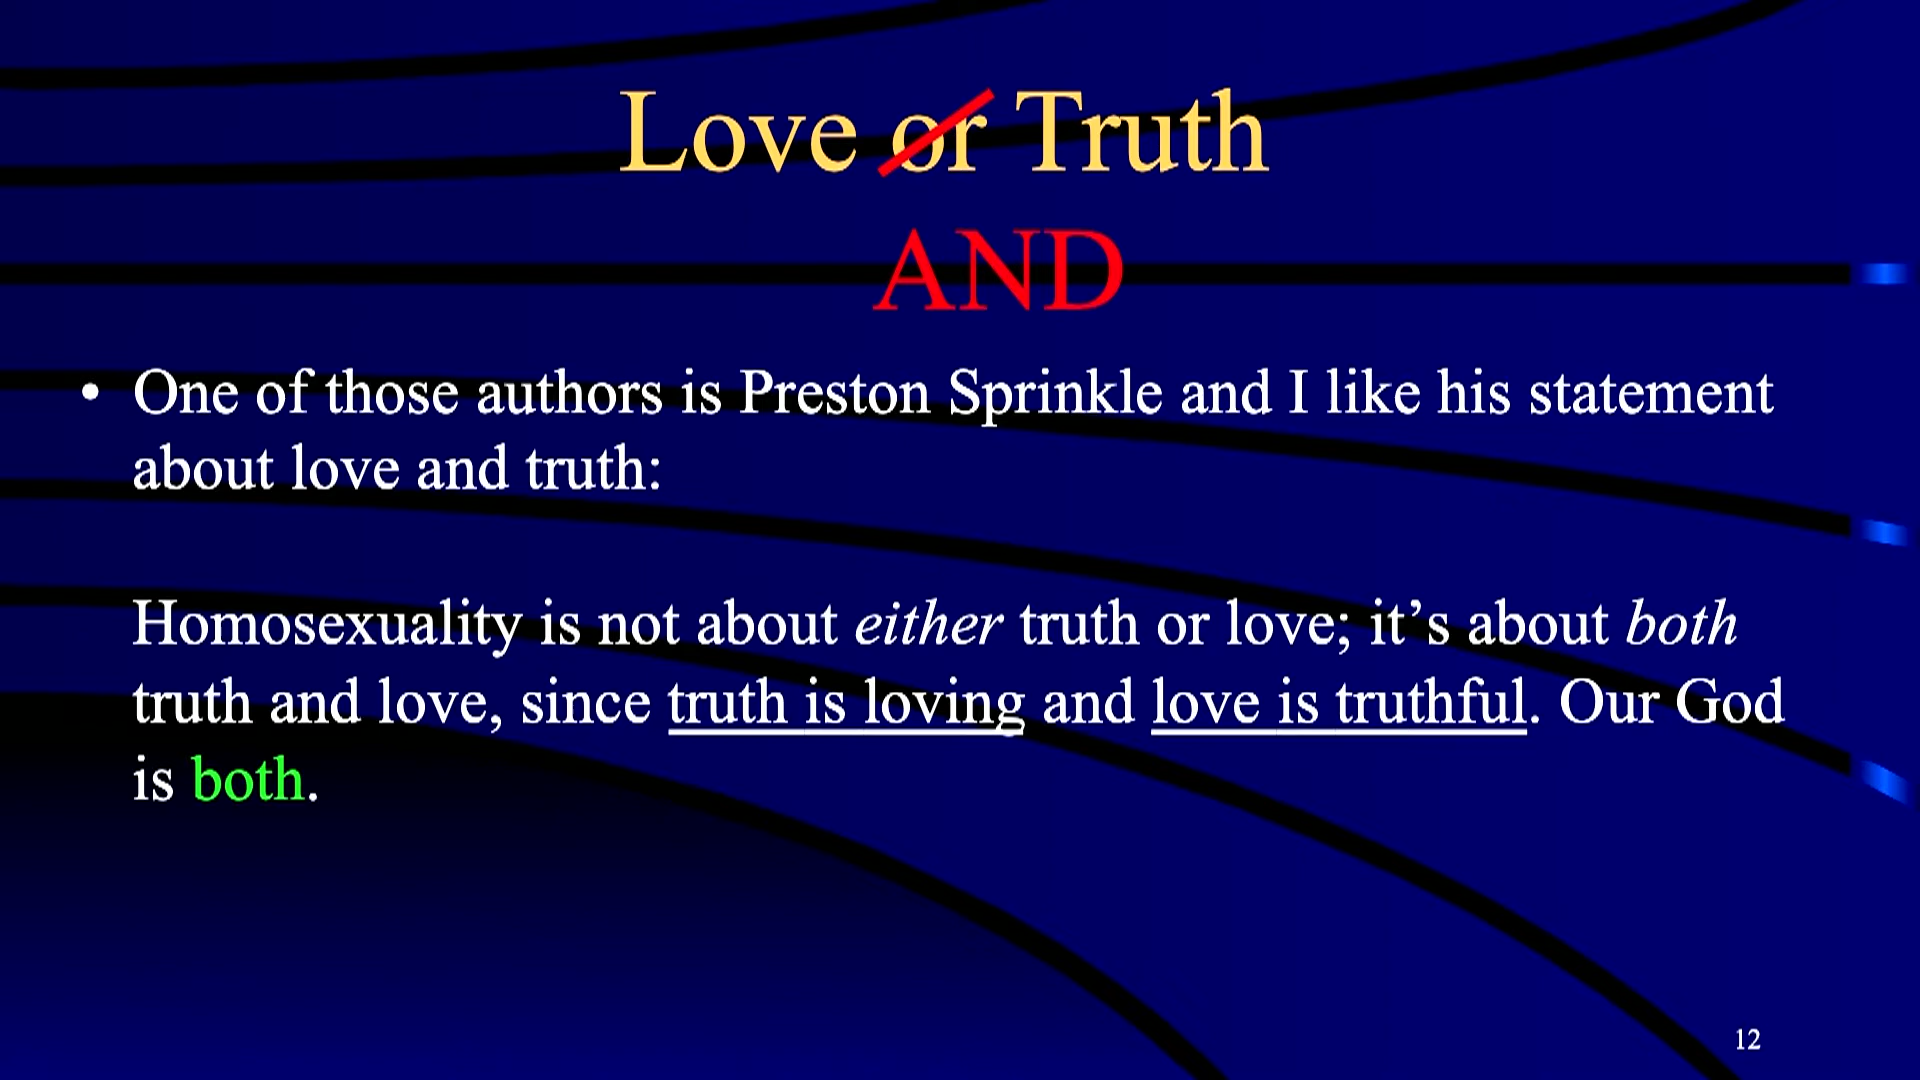 Love or Truth
AND
• One of those authors is Preston Sprinkle and I like his statement
about love and truth:
Homosexuality is not about either truth or love; it’s about both
truth and love, since truth is loving and love is truthful. Our God
is both.
12